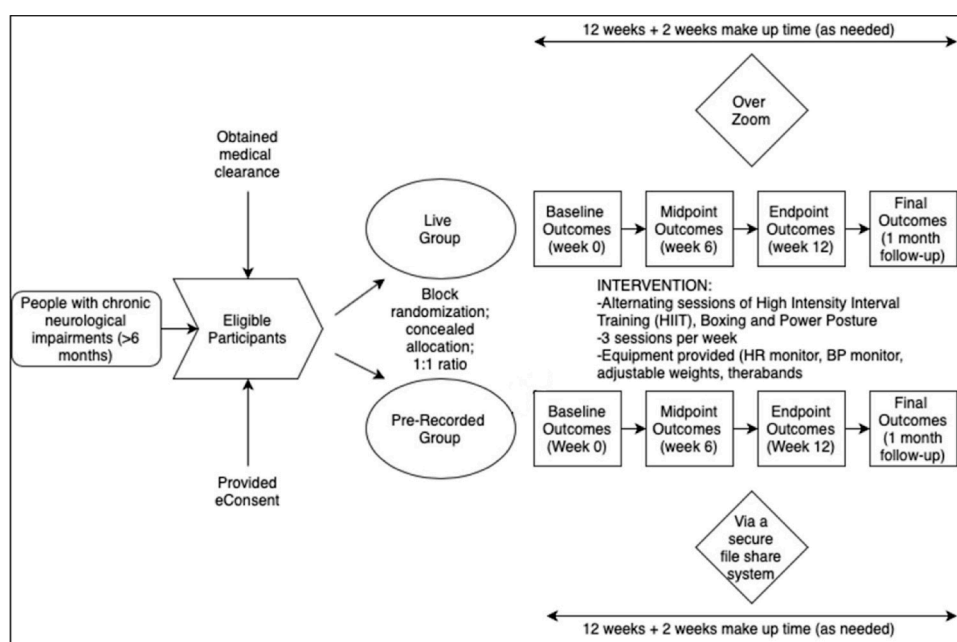 12 weeks + 2 weeks make up time (as needed)
Over
Zoom
Obtained
medical
clearance
People with chronic
neurological
impairments (>6
months)
Eligible
Participants
Provided
eConsent
Live
Group
Block
randomization;
concealed
allocation;
1:1 ratio
Pre-Recorded
Group
Baseline
Outcomes
(week 0)
Midpoint
Outcomes
(week 6)
Endpoint
Outcomes
(week 12)
Final
Outcomes
(1 month
follow-up)
INTERVENTION:
-Alternating sessions of High Intensity Interval
Training (HIIT), Boxing and Power Posture
-3 sessions per week
-Equipment provided (HR monitor, BP monitor,
adjustable weights, therabands
Baseline
Outcomes
(Week 0)
Midpoint
Outcomes
(week 6)
Endpoint
Outcomes
(Week 12)
Final
Outcomes
(1 month
follow-up)
Via a
secure
file share
system
12 weeks + 2 weeks make up time (as needed)